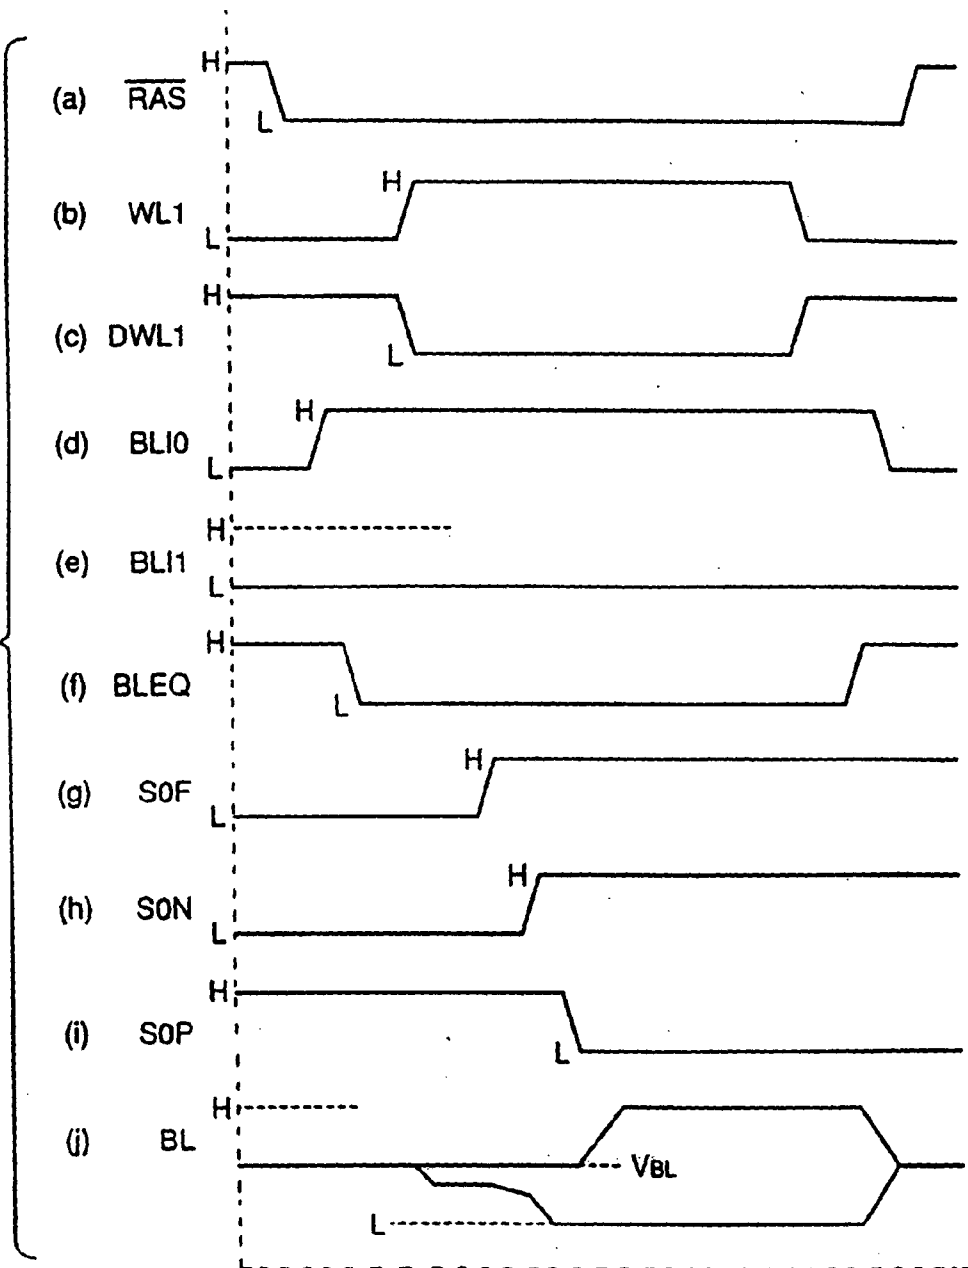 H
(a) RAS
L
H
(b) WL1
L
H
(c) DWL1
L
H
(d) BLI0
L
H
(e) BLI1
L
H
(f) BLEQ
L
H
(g) S0F
L
H
(h) S0N
L
H
(i) S0P
L
H
(j) BL
VBL
L